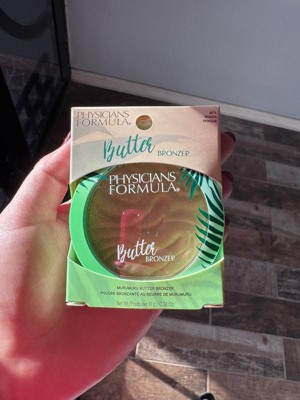 PHYSICIANS
FORMULA®
Butter
BRONZER
PHYSICIANS
FORMULA®
Butter
BRONZER
MURUMURU BUTTER BRONZER
POUDRE BRONZANTE AU BEURRE DE MURUMURU